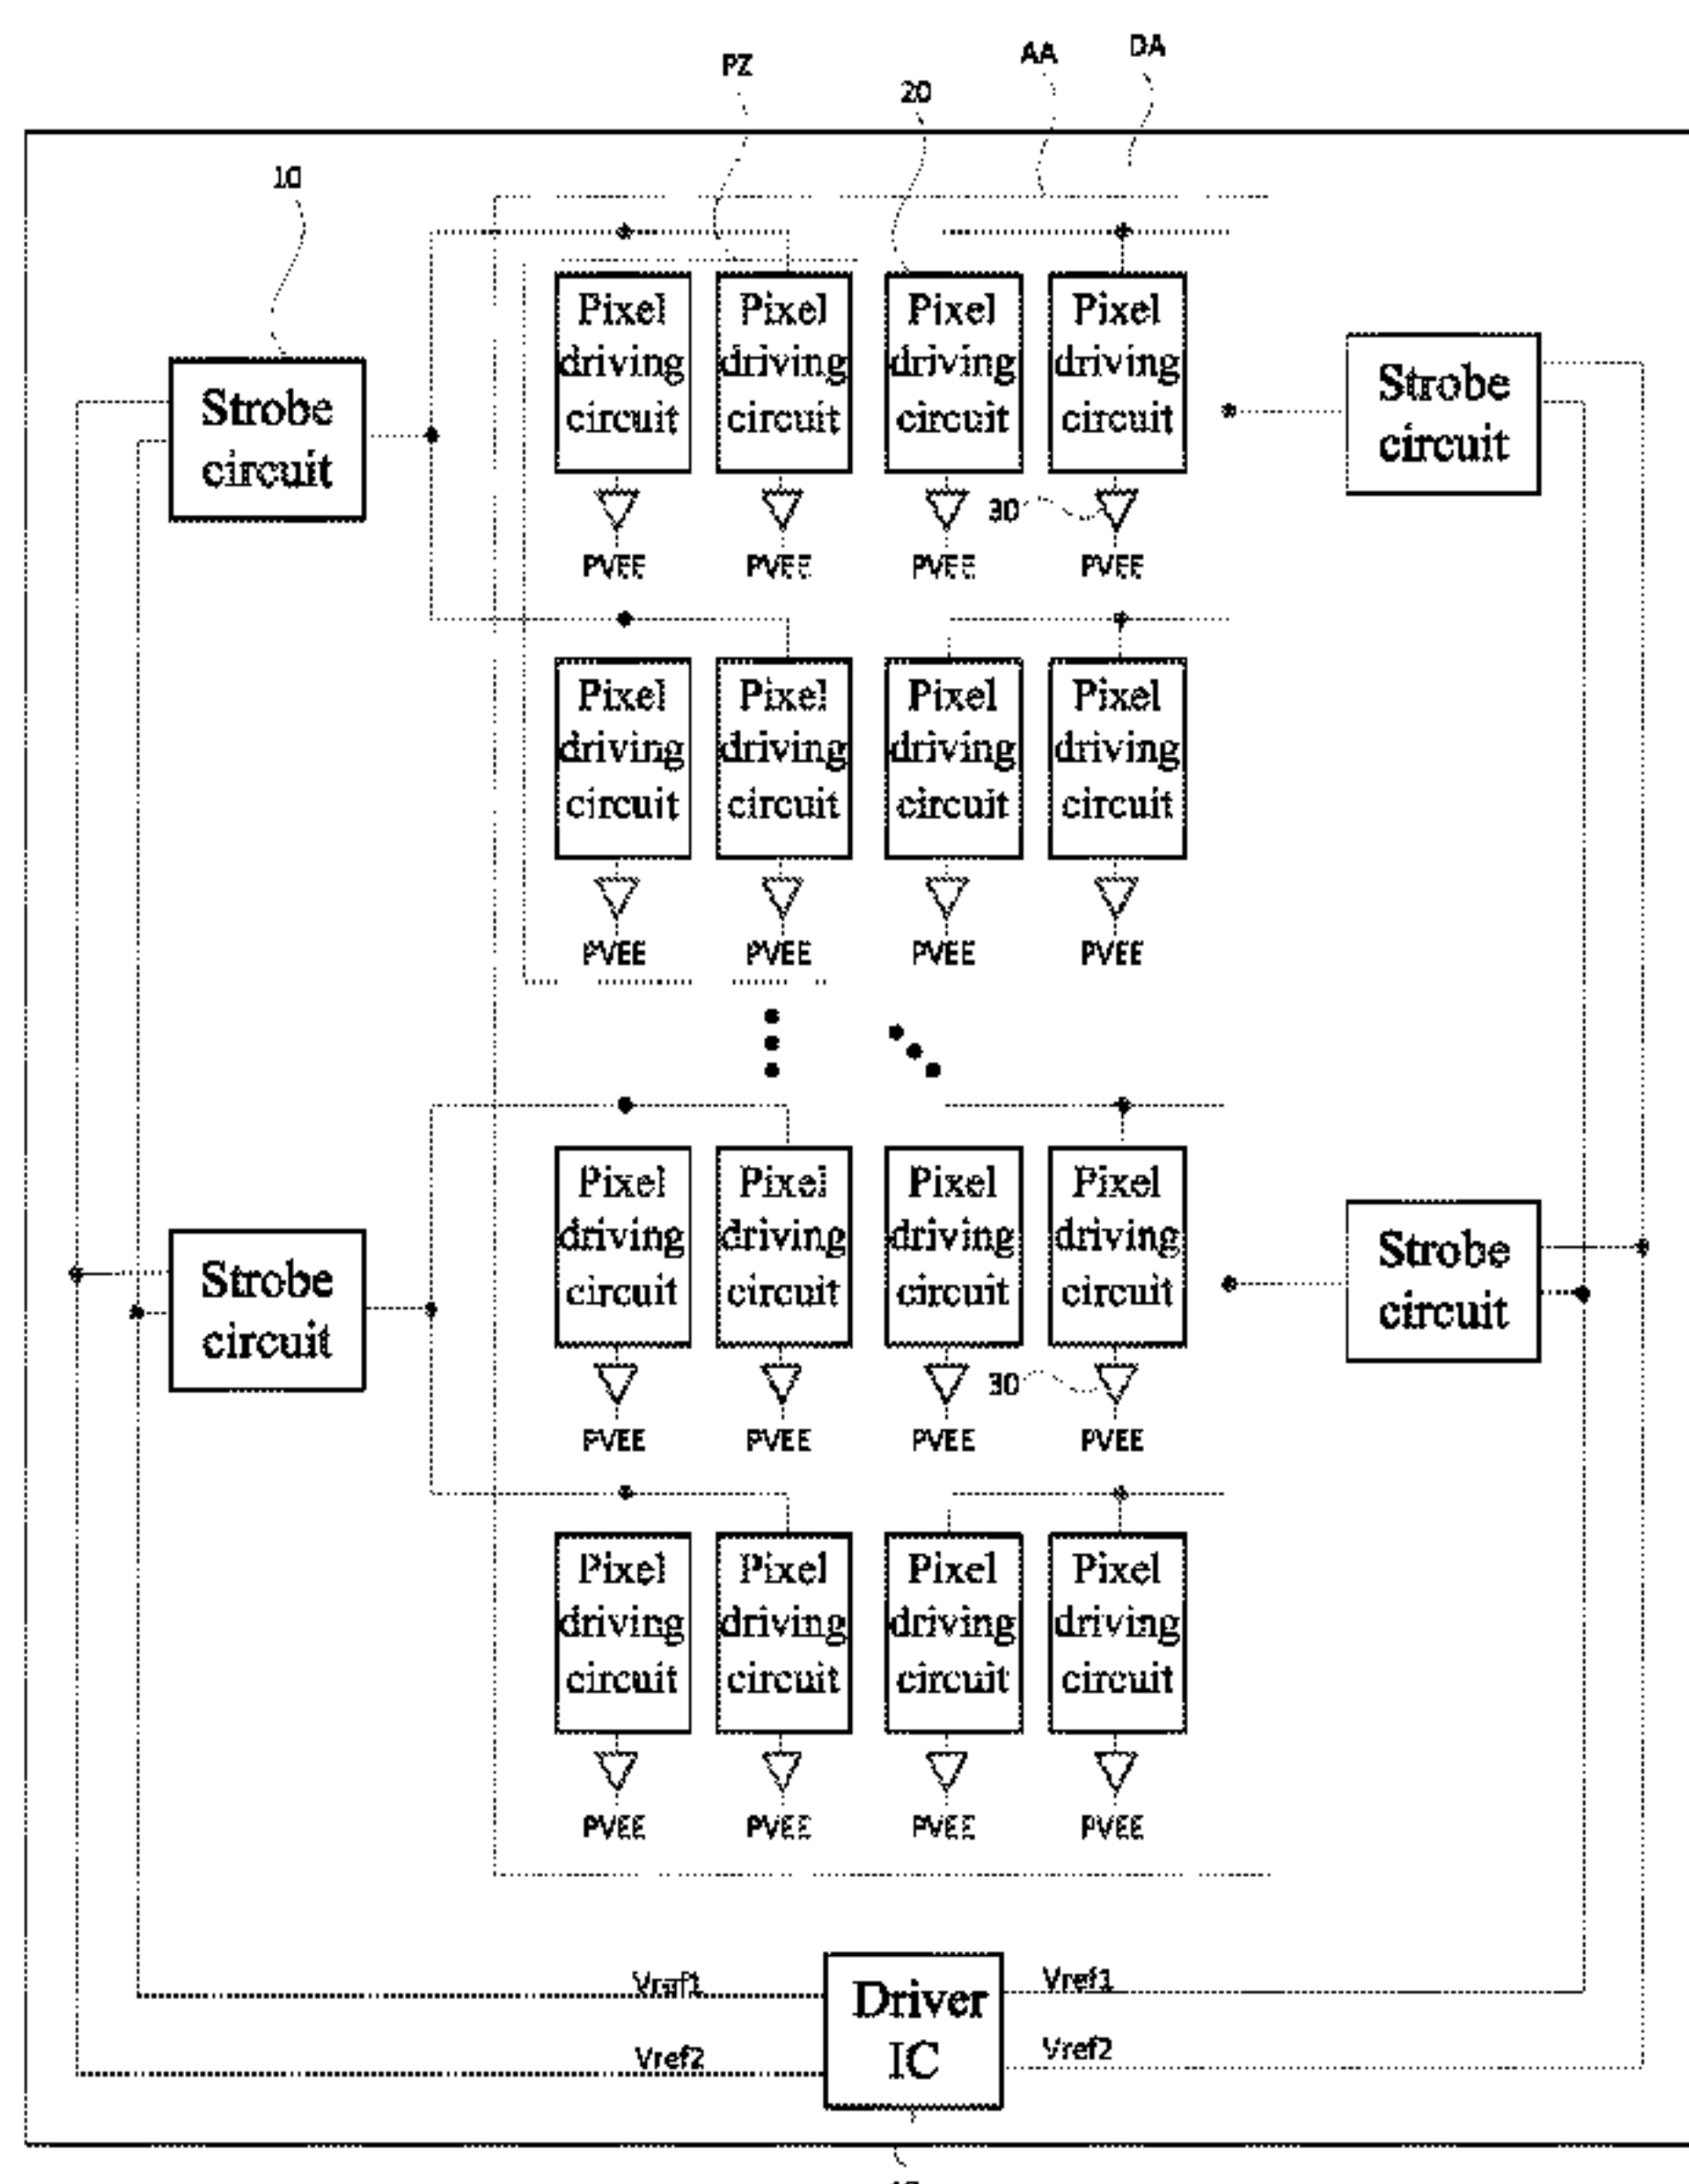 PZ
20
AA
DA
10
Pixel
driving
circuit
Pixel
driving
circuit
Pixel
driving
circuit
Pixel
driving
circuit
Strobe
circuit
Strobe
circuit
30
PVEE
PVEE
PVEE
PVEE
Pixel
driving
circuit
Pixel
driving
circuit
Pixel
driving
circuit
Pixel
driving
circuit
PVEE
PVEE
PVEE
PVEE
Pixel
driving
circuit
Pixel
driving
circuit
Pixel
driving
circuit
Pixel
driving
circuit
Strobe
circuit
Strobe
circuit
30
PVEE
PVEE
PVEE
PVEE
Pixel
driving
circuit
Pixel
driving
circuit
Pixel
driving
circuit
Pixel
driving
circuit
PVEE
PVEE
PVEE
PVEE
Vref1
Vref2
Driver
IC
Vref1
Vref2